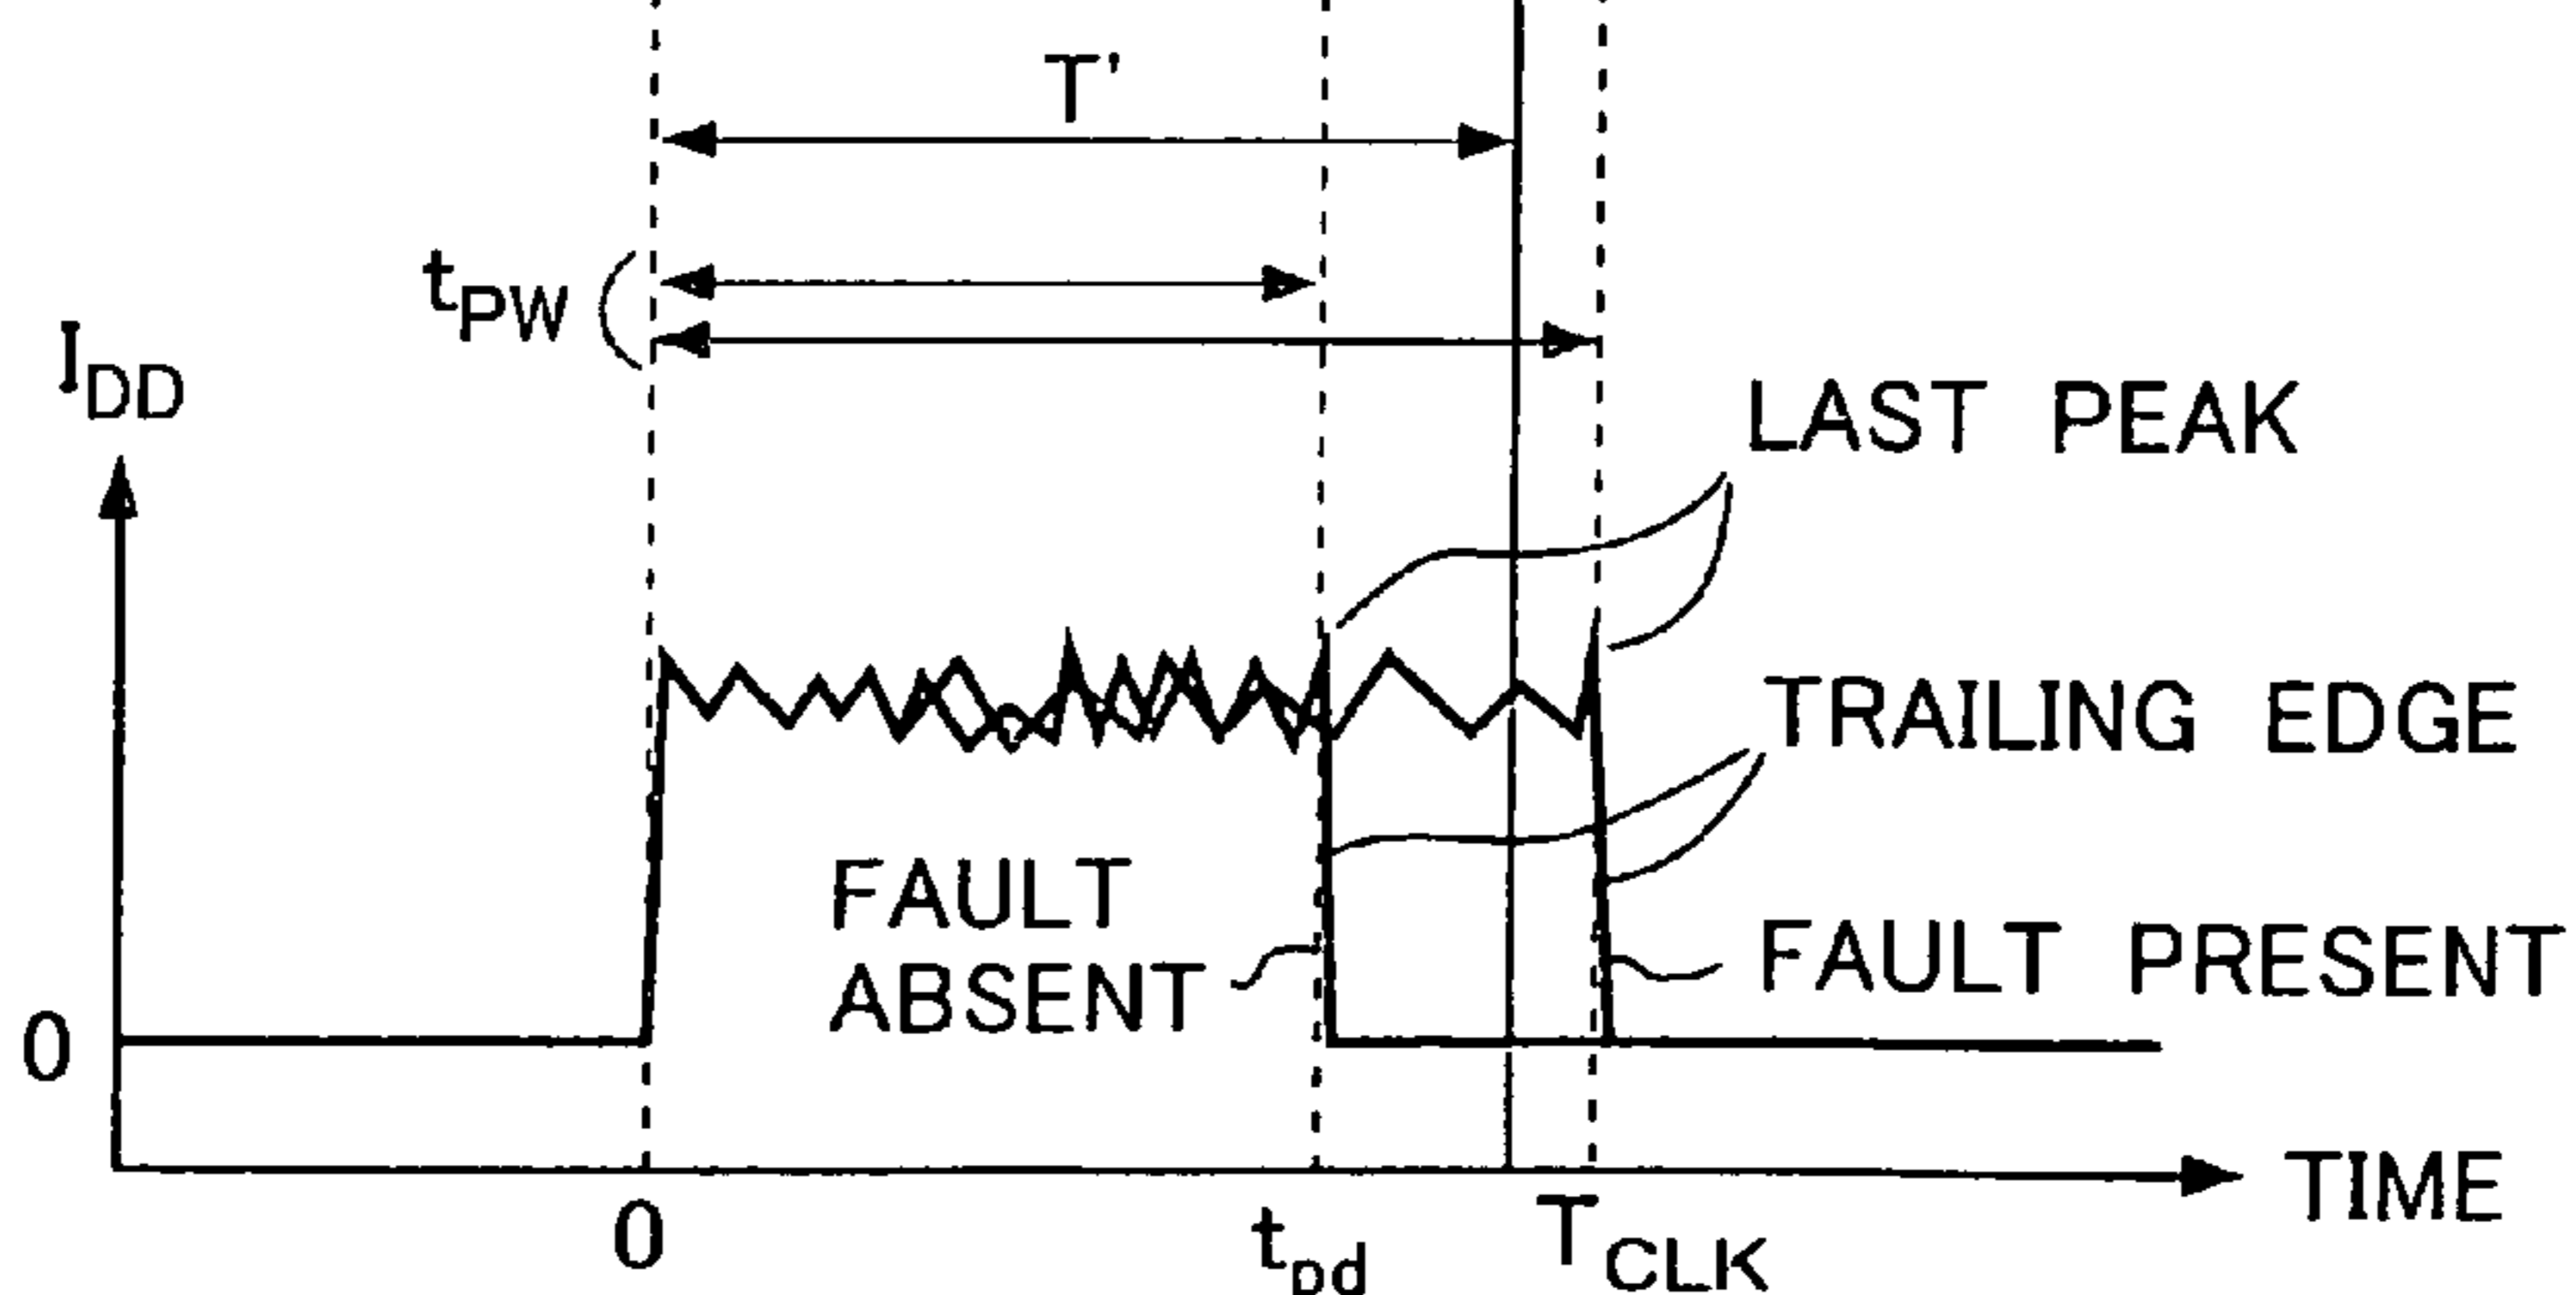 T'
tPW
IDD
LAST PEAK
TRAILING EDGE
FAULT
ABSENT
FAULT PRESENT
0
TIME
0
tpd
TCLK